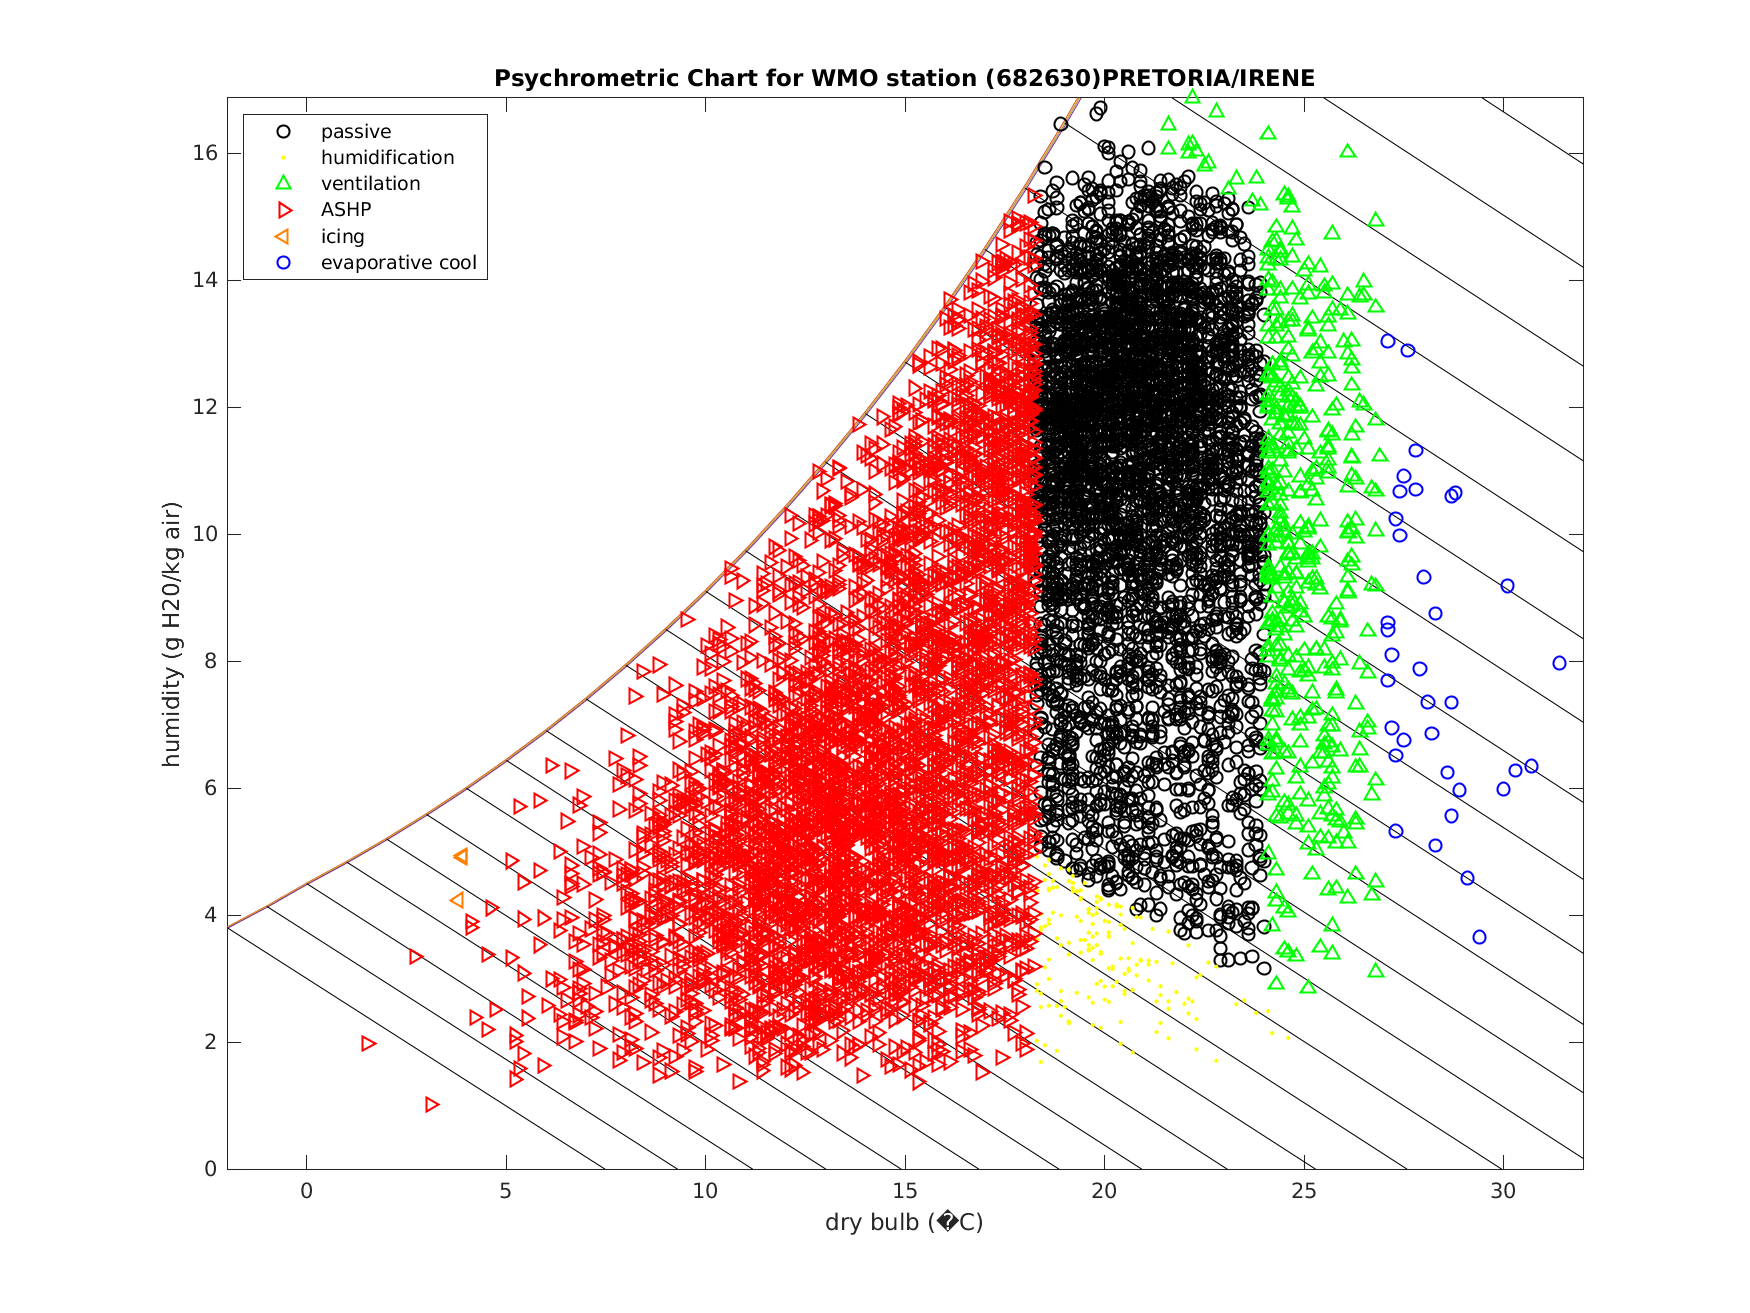 Psychrometric Chart for WMO station (682630)PRETORIA/IRENE
passive
humidification
ventilation
ASHP
icing
evaporative cool
humidity (g H20/kg air)
16
14
12
10
8
6
4
2
0
0 5 10 15 20 25 30
dry bulb (�C)